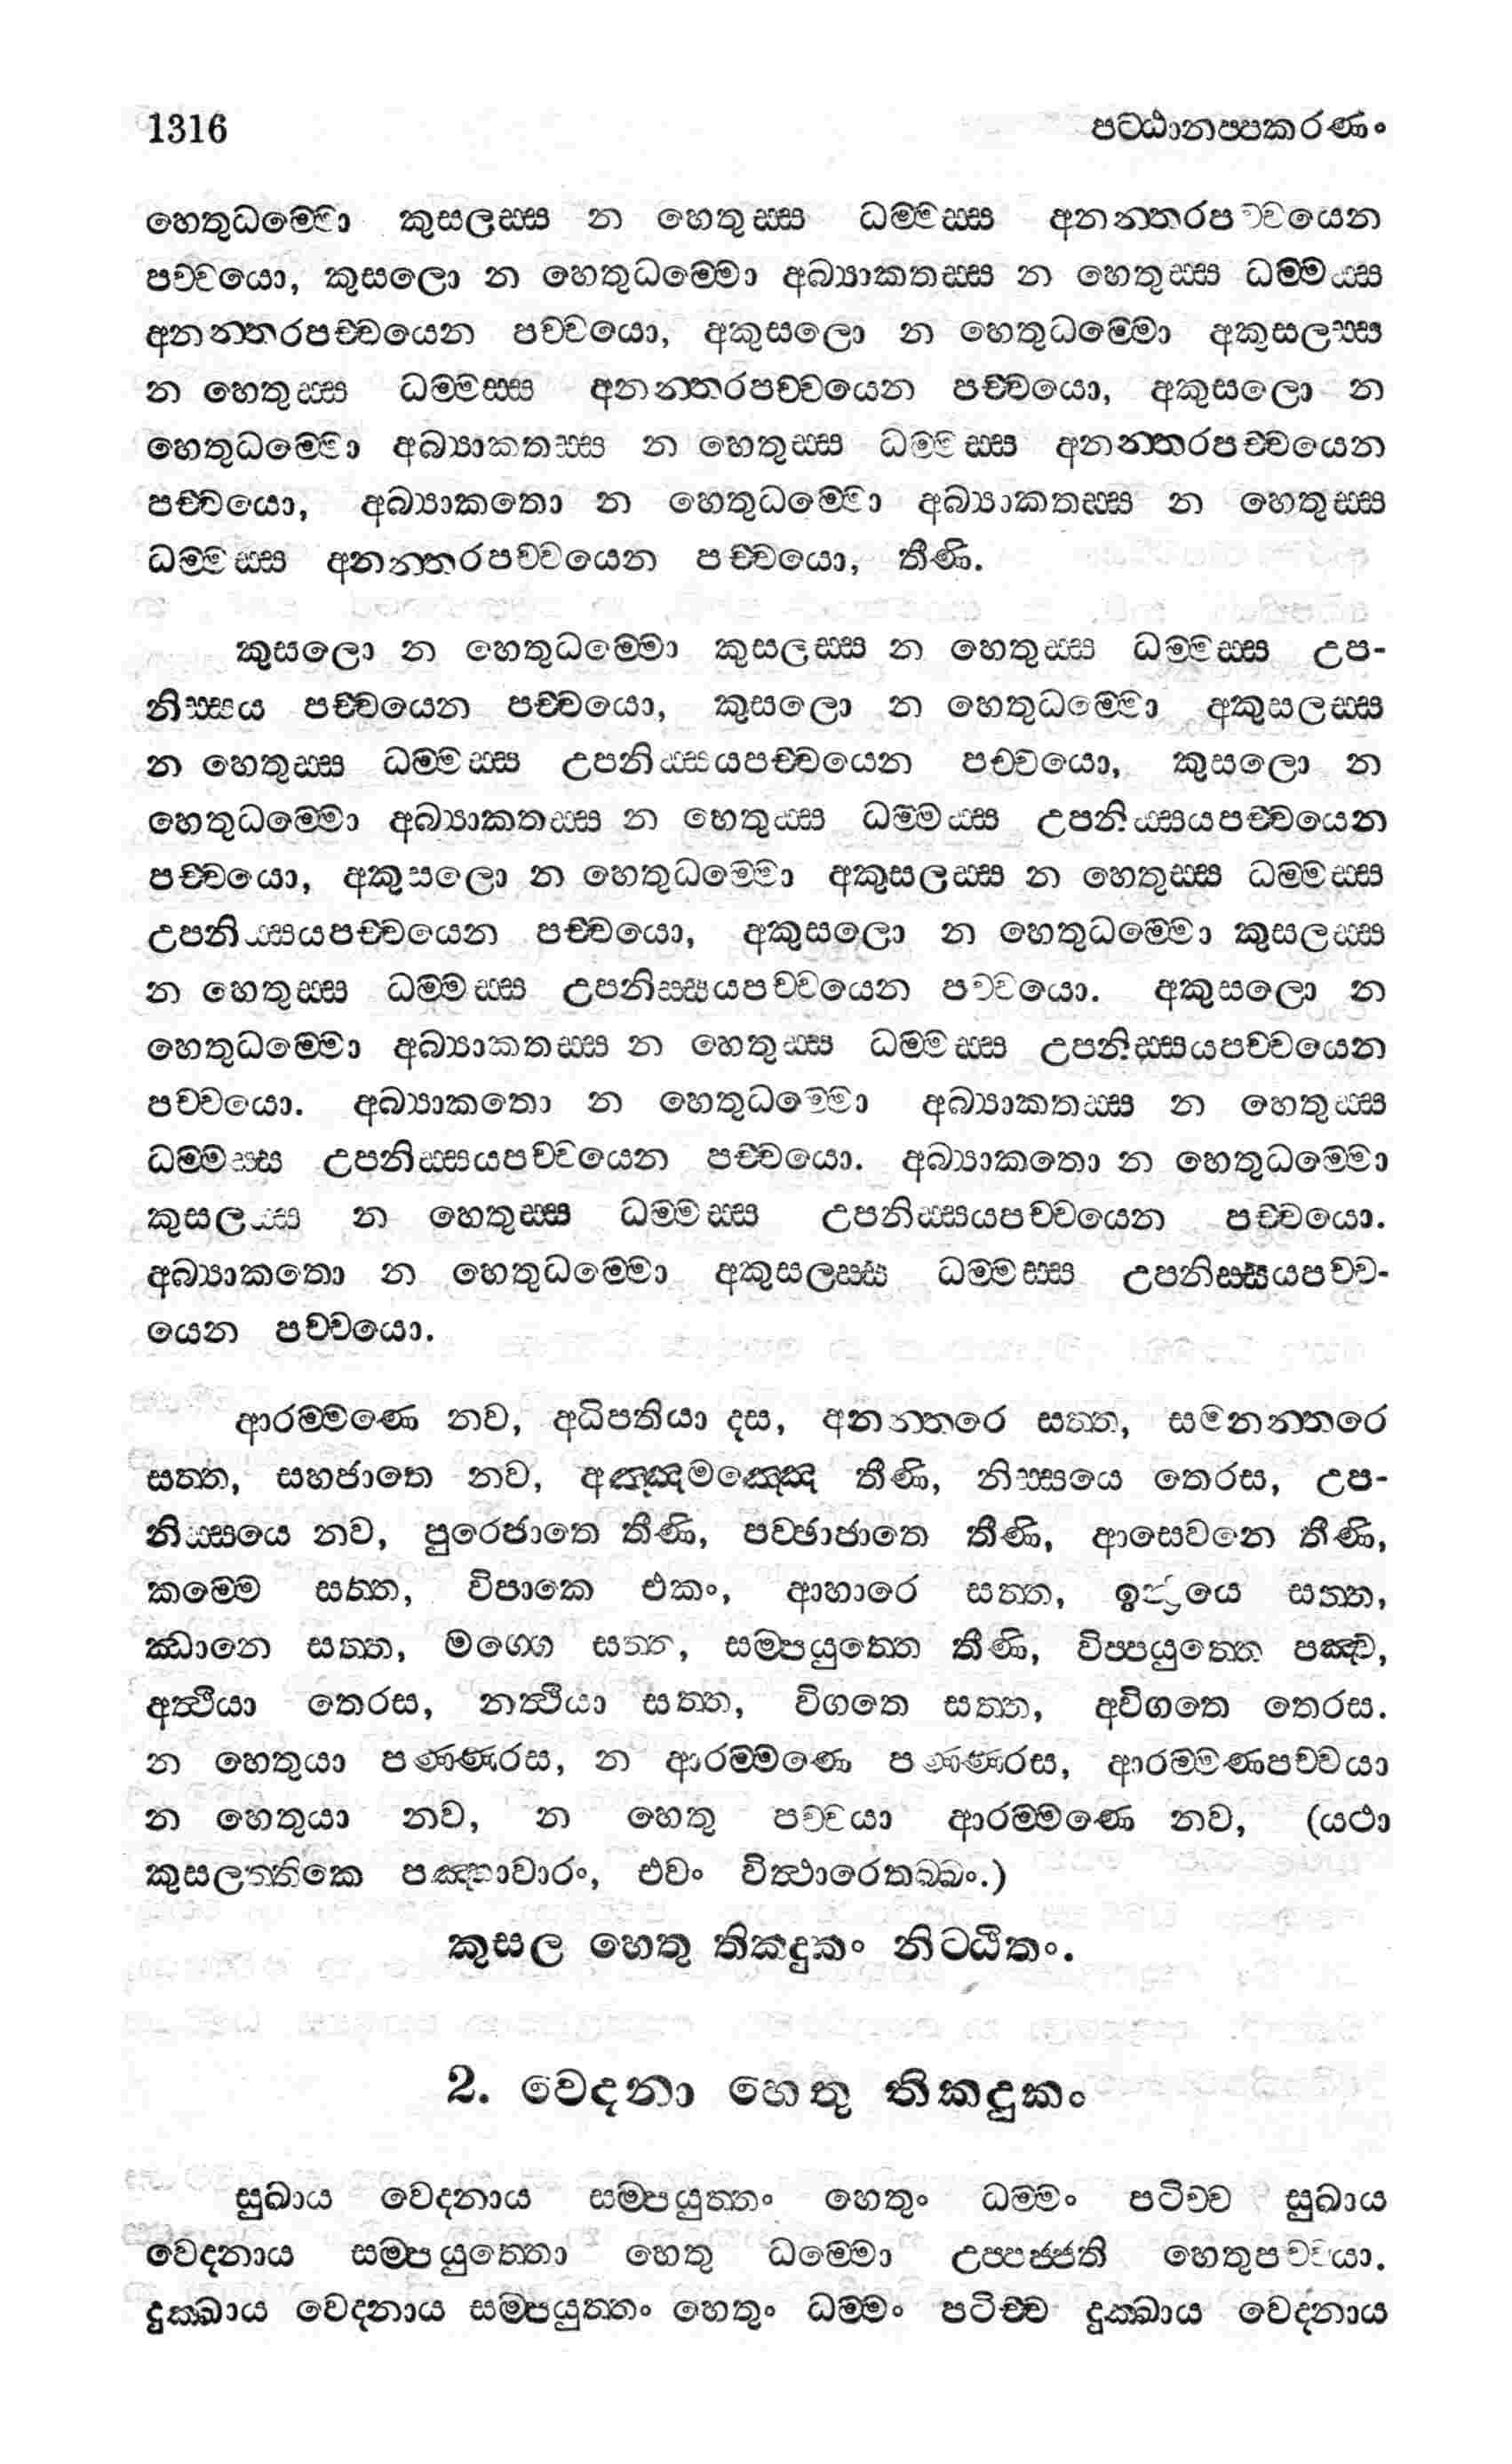 1316 පට්ඨානප්පකරණං
හෙතුධම්මො කුසලස්ස න හෙතුස්ස ධම්මස්ස අනන්තරපච්චයෙන
පච්චයො, කුසලො න හෙතුධම්මො අබ්‍යාකතස්ස න හෙතුස්ස ධම්මස්ස
අනන්තරපච්චයෙන පච්චයො, අකුසලො න හෙතුධම්මො අකුසලස්ස
න හෙතුස්ස ධම්මස්ස අනන්තරපච්චයෙන පච්චයො, අකුසලො න
හෙතුධම්මො අබ්‍යාකතස්ස න හෙතුස්ස ධම්මස්ස අනන්තරපච්චයෙන
පච්චයො, අබ්‍යාකතො න හෙතුධම්මො අබ්‍යාකතස්ස න හෙතුස්ස
ධම්මස්ස අනන්තරපච්චයෙන පච්චයො, තීණි.
කුසලො න හෙතුධම්මො කුසලස්ස න හෙතුස්ස ධම්මස්ස උප-
නිස්සය පච්චයෙන පච්චයො, කුසලො න හෙතුධම්මො අකුසලස්ස
න හෙතුස්ස ධම්මස්ස උපනිස්සයපච්චයෙන පච්චයො, කුසලො න
හෙතුධම්මො අබ්‍යාකතස්ස න හෙතුස්ස ධම්මස්ස උපනිස්සයපච්චයෙන
පච්චයො, අකුසලො න හෙතුධම්මො අකුසලස්ස න හෙතුස්ස ධම්මස්ස
උපනිස්සයපච්චයෙන පච්චයො, අකුසලො න හෙතුධම්මො කුසලස්ස
න හෙතුස්ස ධම්මස්ස උපනිස්සයපච්චයෙන පච්චයො. අකුසලො න
හෙතුධම්මො අබ්‍යාකතස්ස න හෙතුස්ස ධම්මස්ස උපනිස්සයපච්චයෙන
පච්චයො. අබ්‍යාකතො න හෙතුධම්මො අබ්‍යාකතස්ස න හෙතුස්ස
ධම්මස්ස උපනිස්සයපච්චයෙන පච්චයො. අබ්‍යාකතො න හෙතුධම්මො
කුසලස්ස න හෙතුස්ස ධම්මස්ස උපනිස්සයපච්චයෙන පච්චයො.
අබ්‍යාකතො න හෙතුධම්මො අකුසලස්ස ධම්මස්ස උපනිස්සයපච්ච-
යෙන පච්චයො.
ආරම්මණෙ නව, අධිපතියා දස, අනන්තරෙ සත්ත, සමනන්තරෙ
සත්ත, සහජාතෙ නව, අඤ්ඤමඤ්ඤෙ තීණි, නිස්සයෙ තෙරස, උප-
නිස්සයෙ නව, පුරෙජාතෙ තීණි, පච්ඡාජාතෙ තීණි, ආසෙවනෙ තීණි,
කම්මෙ සත්ත, විපාකෙ එකං, ආහාරෙ සත්ත, ඉන්ද්‍රියෙ සත්ත,
ඣානෙ සත්ත, මග්ගෙ සත්ත, සම්පයුත්තෙ තීණි, විප්පයුත්තෙ පඤ්ච,
අත්ථියා තෙරස, නත්ථියා සත්ත, විගතෙ සත්ත, අවිගතෙ තෙරස.
න හෙතුයා පණ්ණරස, න ආරම්මණෙ පණ්ණරස, ආරම්මණපච්චයා
න හෙතුයා නව, න හෙතු පච්චයා ආරම්මණෙ නව, (යථා
කුසලත්තිකෙ පඤ්හාවාරං, එවං විත්ථාරෙතබ්බං.)
කුසල හෙතු තිකදුකං නිට්ඨිතං.
2. වෙදනා හෙතු තිකදුකං
සුඛාය වෙදනාය සම්පයුත්තං හෙතුං ධම්මං පටිච්ච සුඛාය
වෙදනාය සම්පයුත්තො හෙතු ධම්මො උප්පජ්ජති හෙතුපච්චයා.
දුක්ඛාය වෙදනාය සම්පයුත්තං හෙතුං ධම්මං පටිච්ච දුක්ඛාය වෙදනාය